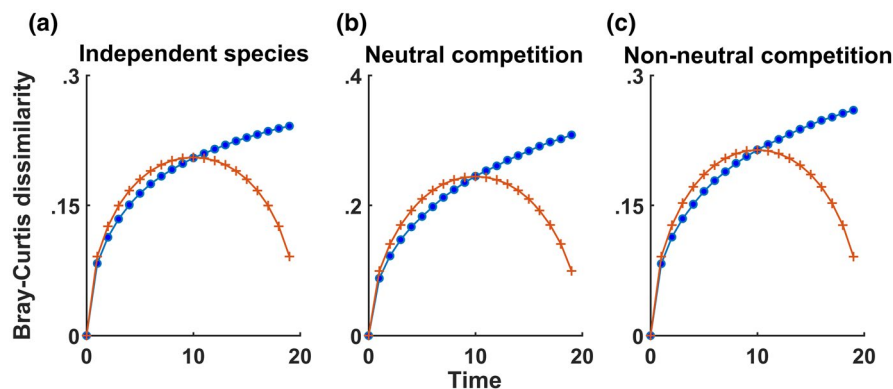 (a)
Independent species
(b)
Neutral competition
(c)
Non-neutral competition
Bray-Curtis dissimilarity
.3
.15
0
0
10
20
.4
.2
0
0
10
20
.3
.15
0
0
10
20
Time